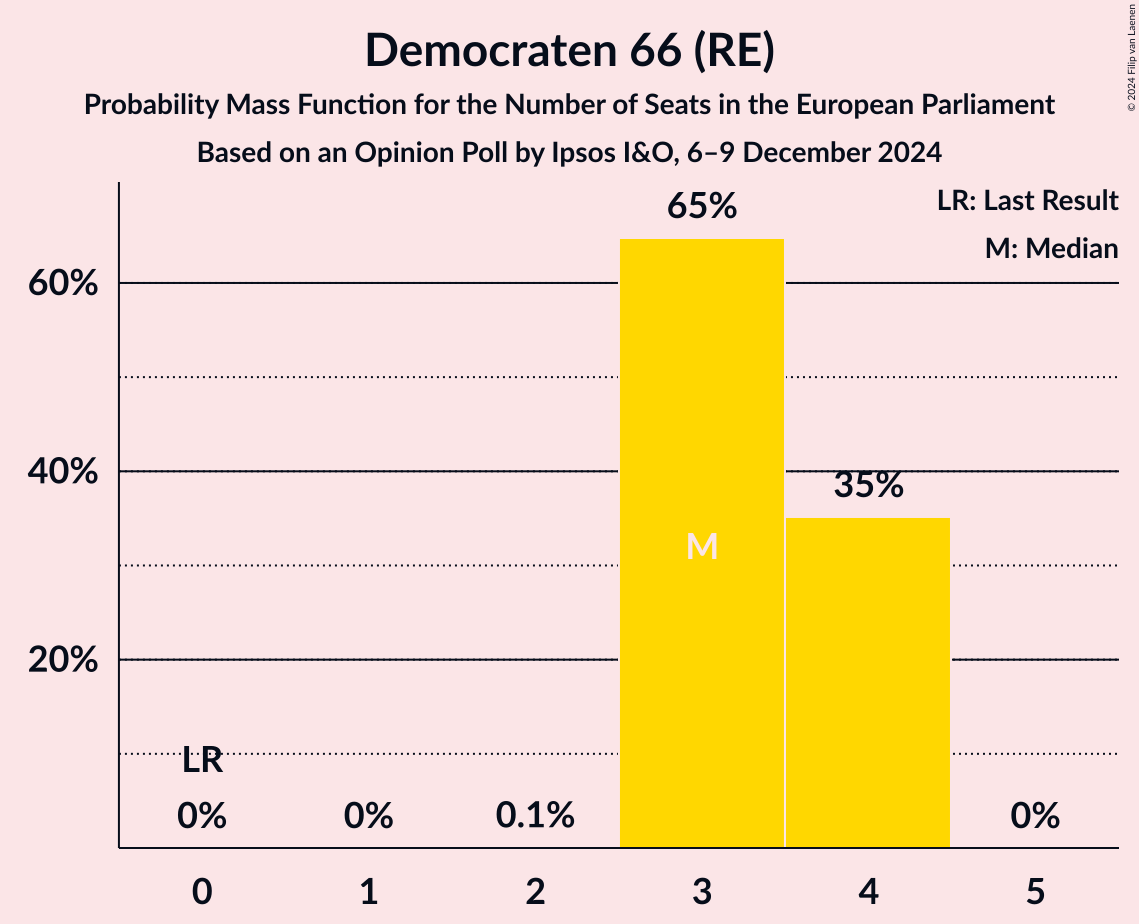 Democraten 66 (RE)
Probability Mass Function for the Number of Seats in the European Parliament
Based on an Opinion Poll by Ipsos I&O, 6–9 December 2024
© 2024 Filip van Laenen
LR: Last Result
M: Median
65%
60%
40%
35%
M
20%
LR
0%
0%
0.1%
0%
0
1
2
3
4
5